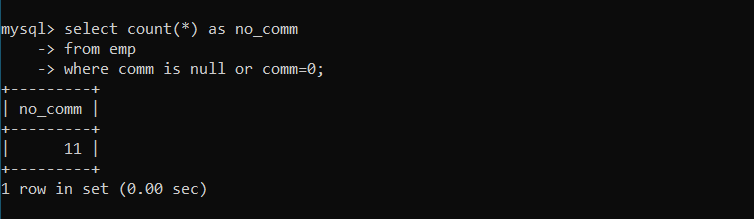 mysql> select count(*) as no_comm
    -> from emp
    -> where comm is null or comm=0;
+---------+
| no_comm |
+---------+
|      11 |
+---------+
1 row in set (0.00 sec)